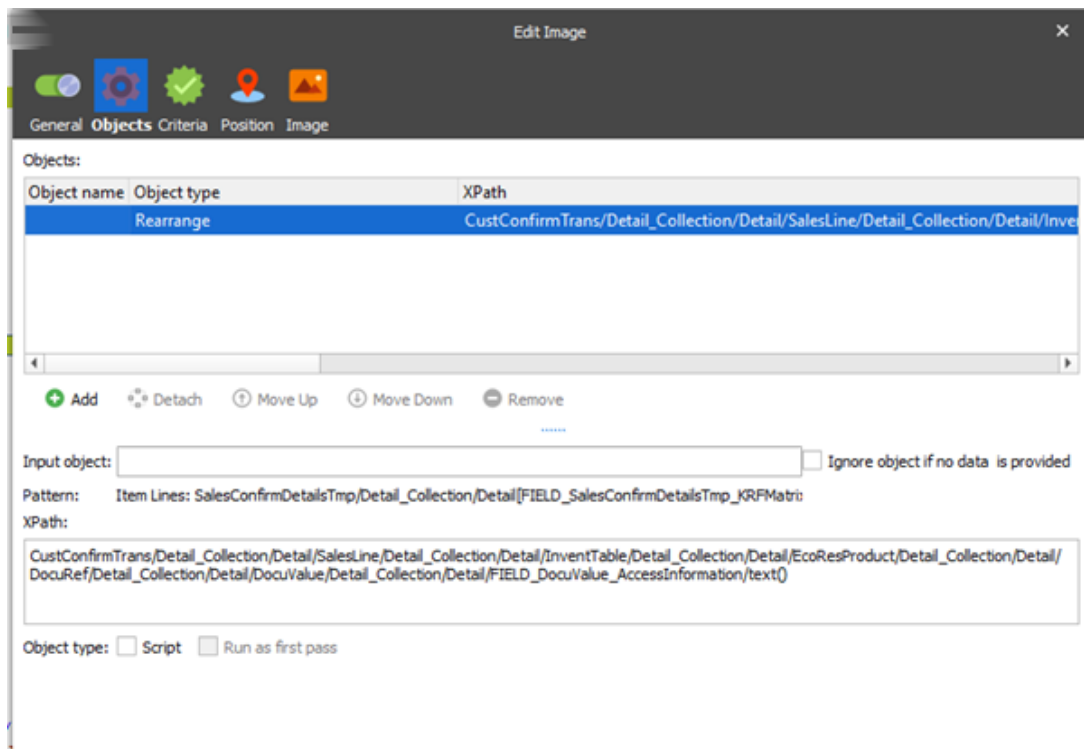 Edit Image
General Objects Criteria Position Image
Objects:
Object name Object type XPath
Rearrange CustConfirmTrans/Detail_Collection/Detail/SalesLine/Detail_Collection/Detail/Inve
Add Detach Move Up Move Down Remove
Input object: Ignore object if no data is provided
Pattern: Item Lines: SalesConfirmDetailsTmp/Detail_Collection/Detail[FIELD_SalesConfirmDetailsTmp_KRFMatri
XPath:
CustConfirmTrans/Detail_Collection/Detail/SalesLine/Detail_Collection/Detail/InventTable/Detail_Collection/Detail/EcoResProduct/Detail_Collection/Detail/
DocuRef/Detail_Collection/Detail/DocuValue/Detail_Collection/Detail/FIELD_DocuValue_AccessInformation/text()
Object type: Script Run as first pass